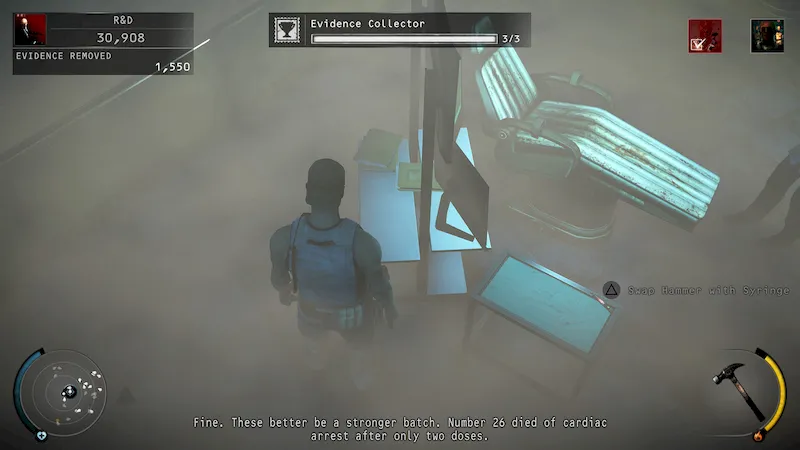 R&D
30,908
EVIDENCE REMOVED
1,550
Evidence Collector
3/3
Swap Hammer with Syringe
Fine. These better be a stronger batch. Number 26 died of cardiac
arrest after only two doses.